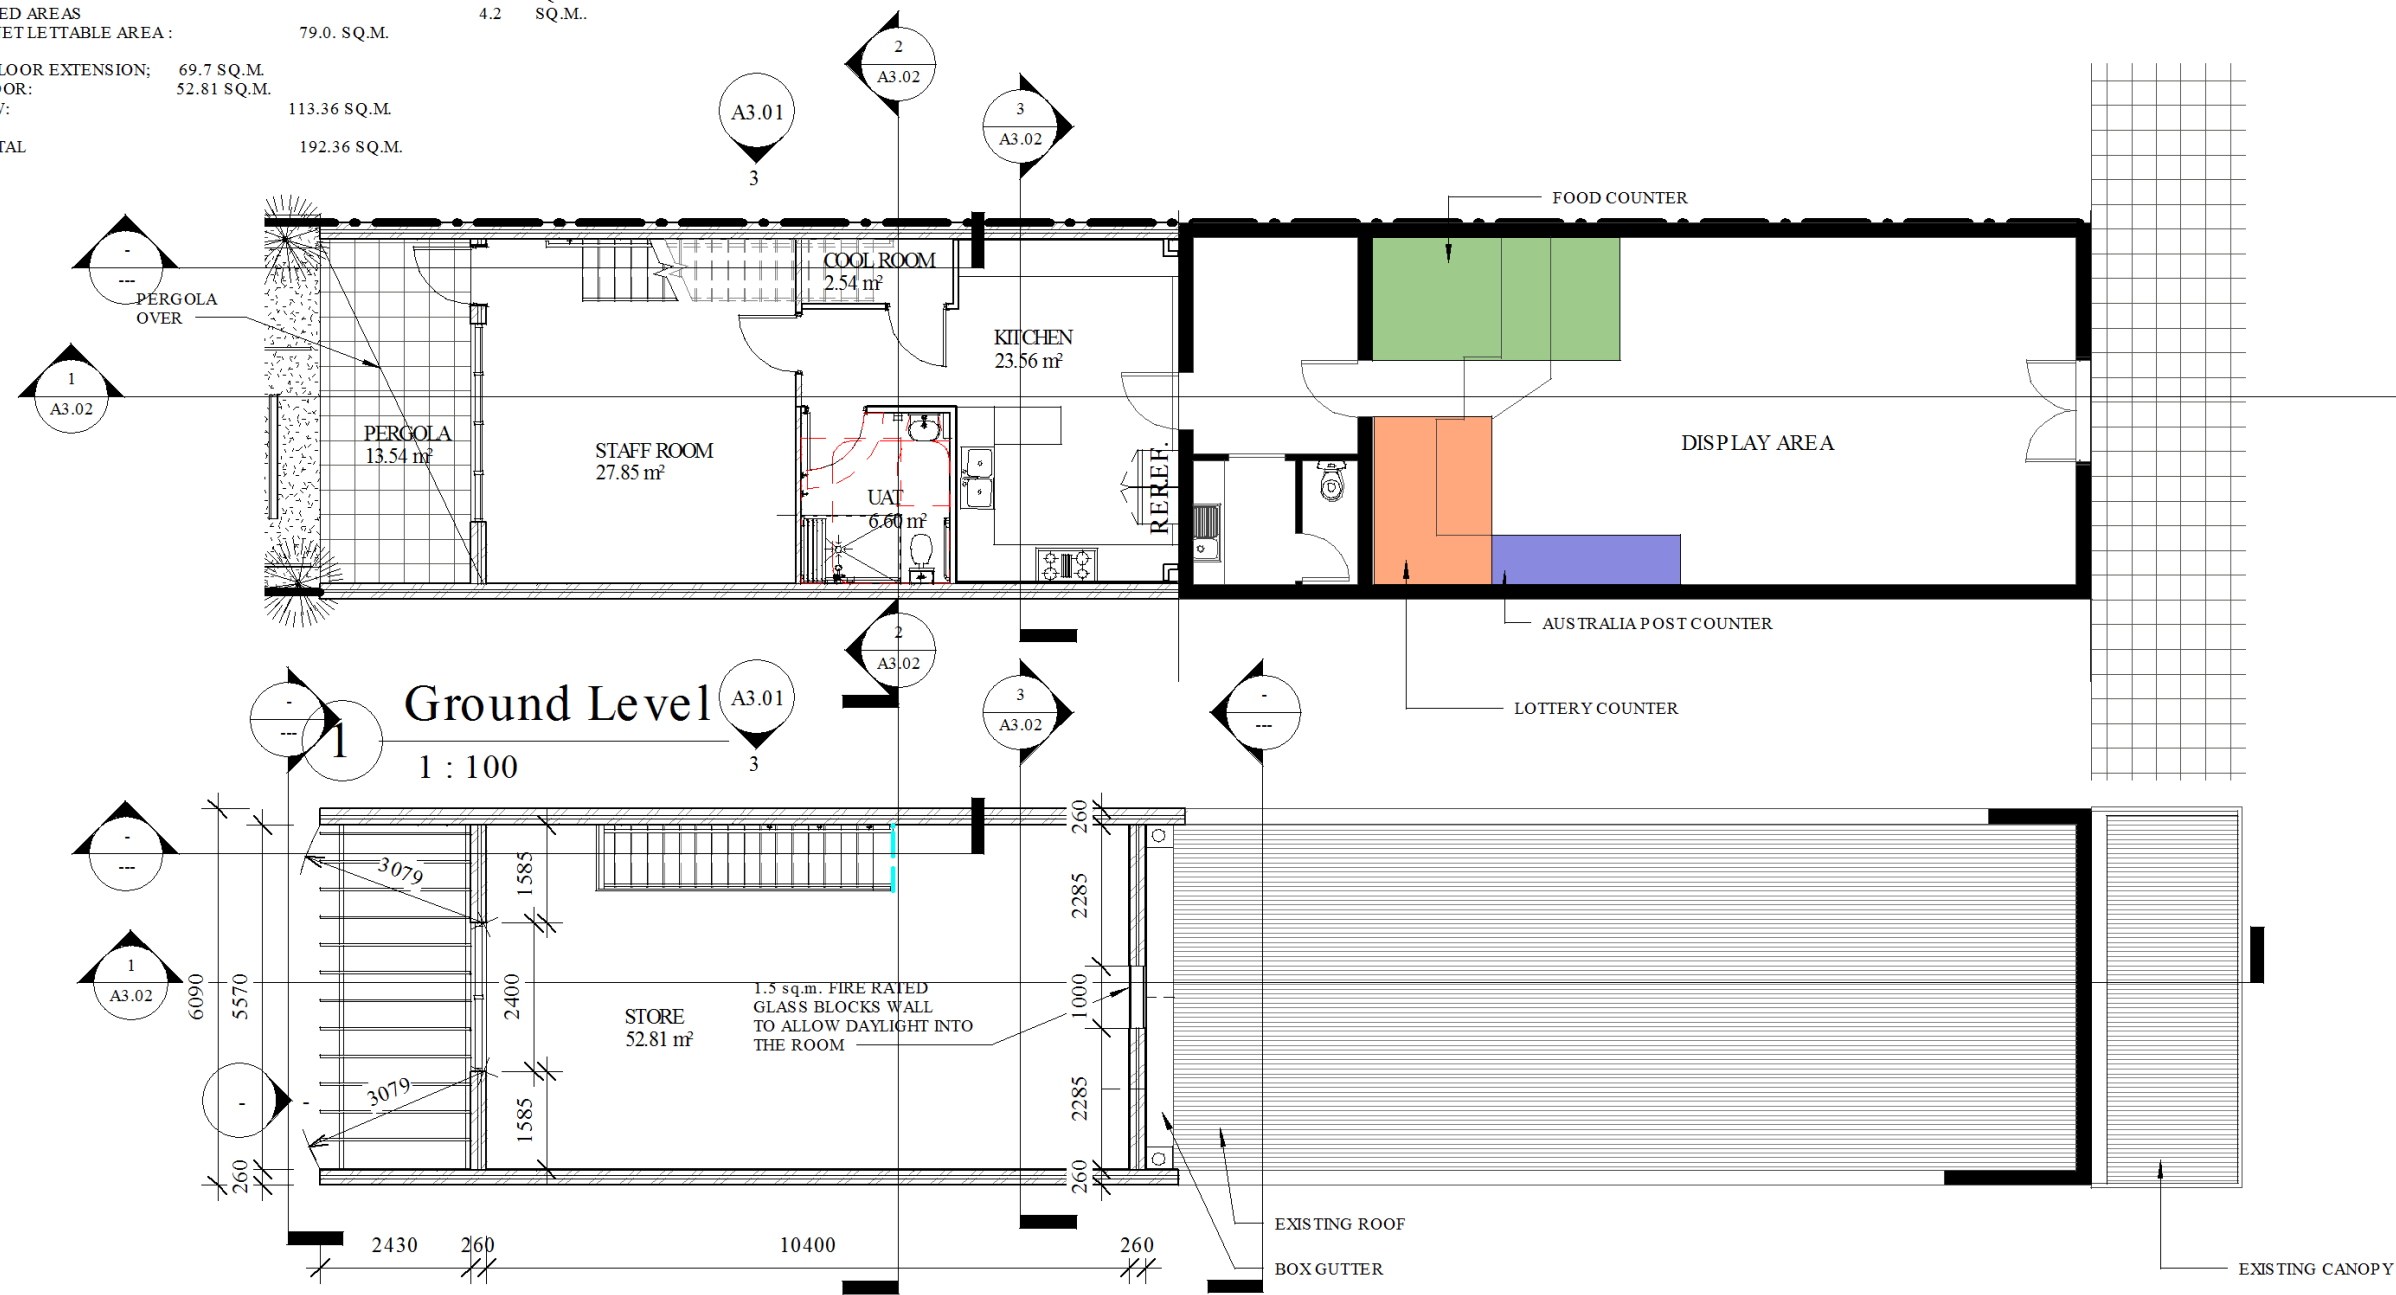 ED AREAS 4.2 SQ.M..
ET LETTABLE AREA : 79.0. SQ.M.
LOOR EXTENSION; 69.7 SQ.M.
OR: 52.81 SQ.M.
: 113.36 SQ.M.
TAL 192.36 SQ.M.
2
A3.02
A3.01
3
3
A3.02
FOOD COUNTER
-
---
PERGOLA
OVER
COOL ROOM
2.54 m²
KITCHEN
23.56 m²
1
A3.02
PERGOLA
13.54 m²
STAFF ROOM
27.85 m²
UAT
6.60 m²
REREF.
DISPLAY AREA
AUSTRALIA POST COUNTER
LOTTERY COUNTER
2
A3.02
A3.01
3
3
A3.02
-
---
-
---
1
Ground Level
1 : 100
-
---
260
3079
1585
2285
1
A3.02
6090
5570
2400
1000
STORE
52.81 m²
1.5 sq.m. FIRE RATED
GLASS BLOCKS WALL
TO ALLOW DAYLIGHT INTO
THE ROOM
-
-
3079
1585
2285
260
260
2430
260
10400
260
EXISTING ROOF
BOX GUTTER
EXISTING CANOPY